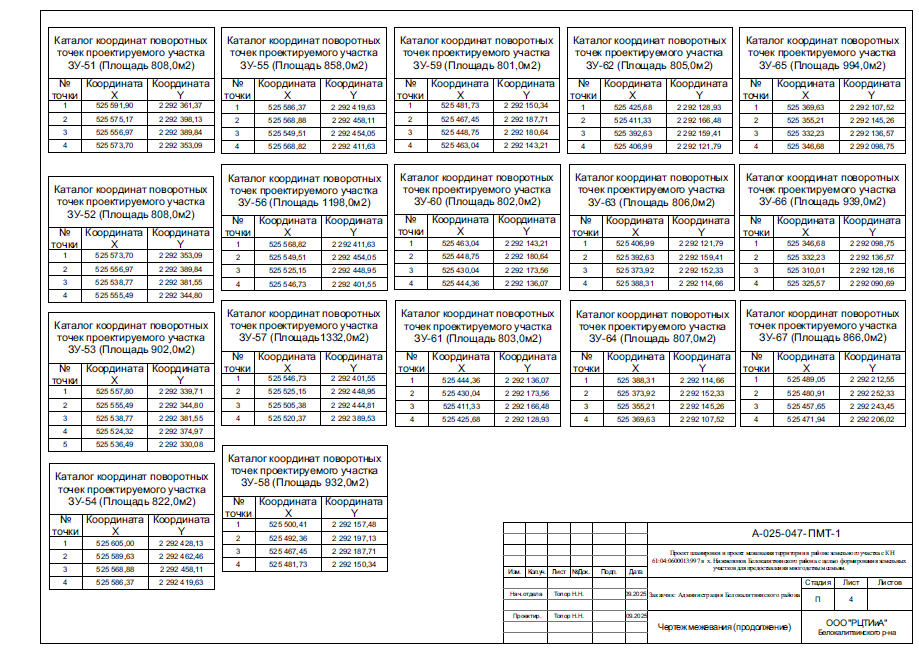 Каталог координат поворотных
точек проектируемого участка
ЗУ-51 (Площадь 808,0м2)
№ точки Координата X Координата Y
1 525 591,90 2 292 361,37
2 525 575,17 2 292 398,13
3 525 556,97 2 292 389,84
4 525 573,70 2 292 353,09
Каталог координат поворотных
точек проектируемого участка
ЗУ-52 (Площадь 808,0м2)
№ точки Координата X Координата Y
1 525 573,70 2 292 353,09
2 525 556,97 2 292 389,84
3 525 538,77 2 292 381,55
4 525 555,49 2 292 344,80
Каталог координат поворотных
точек проектируемого участка
ЗУ-53 (Площадь 902,0м2)
№ точки Координата X Координата Y
1 525 557,80 2 292 339,71
2 525 555,49 2 292 344,80
3 525 538,77 2 292 381,55
4 525 524,32 2 292 374,97
5 525 536,49 2 292 330,08
Каталог координат поворотных
точек проектируемого участка
ЗУ-54 (Площадь 822,0м2)
№ точки Координата X Координата Y
1 525 605,00 2 292 428,13
2 525 589,63 2 292 462,46
3 525 568,88 2 292 458,11
4 525 586,37 2 292 419,63
Каталог координат поворотных
точек проектируемого участка
ЗУ-55 (Площадь 858,0м2)
№ точки Координата X Координата Y
1 525 586,37 2 292 419,63
2 525 568,88 2 292 458,11
3 525 549,51 2 292 454,05
4 525 568,82 2 292 411,63
Каталог координат поворотных
точек проектируемого участка
ЗУ-56 (Площадь 1198,0м2)
№ точки Координата X Координата Y
1 525 568,82 2 292 411,63
2 525 549,51 2 292 454,05
3 525 525,15 2 292 448,95
4 525 546,73 2 292 401,55
Каталог координат поворотных
точек проектируемого участка
ЗУ-57 (Площадь1332,0м2)
№ точки Координата X Координата Y
1 525 546,73 2 292 401,55
2 525 525,15 2 292 448,95
3 525 505,38 2 292 444,81
4 525 520,37 2 292 389,53
Каталог координат поворотных
точек проектируемого участка
ЗУ-58 (Площадь 932,0м2)
№ точки Координата X Координата Y
1 525 500,41 2 292 157,48
2 525 492,36 2 292 197,13
3 525 467,45 2 292 187,71
4 525 481,73 2 292 150,34
Каталог координат поворотных
точек проектируемого участка
ЗУ-59 (Площадь 801,0м2)
№ точки Координата X Координата Y
1 525 481,73 2 292 150,34
2 525 467,45 2 292 187,71
3 525 448,75 2 292 180,64
4 525 463,04 2 292 143,21
Каталог координат поворотных
точек проектируемого участка
ЗУ-60 (Площадь 802,0м2)
№ точки Координата X Координата Y
1 525 463,04 2 292 143,21
2 525 448,75 2 292 180,64
3 525 430,04 2 292 173,56
4 525 444,36 2 292 136,07
Каталог координат поворотных
точек проектируемого участка
ЗУ-61 (Площадь 803,0м2)
№ точки Координата X Координата Y
1 525 444,36 2 292 136,07
2 525 430,04 2 292 173,56
3 525 411,33 2 292 166,48
4 525 425,68 2 292 128,93
Каталог координат поворотных
точек проектируемого участка
ЗУ-62 (Площадь 805,0м2)
№ точки Координата X Координата Y
1 525 425,68 2 292 128,93
2 525 411,33 2 292 166,48
3 525 392,63 2 292 159,41
4 525 406,99 2 292 121,79
Каталог координат поворотных
точек проектируемого участка
ЗУ-63 (Площадь 806,0м2)
№ точки Координата X Координата Y
1 525 406,99 2 292 121,79
2 525 392,63 2 292 159,41
3 525 373,92 2 292 152,33
4 525 388,31 2 292 114,66
Каталог координат поворотных
точек проектируемого участка
ЗУ-64 (Площадь 807,0м2)
№ точки Координата X Координата Y
1 525 388,31 2 292 114,66
2 525 373,92 2 292 152,33
3 525 355,21 2 292 145,26
4 525 369,63 2 292 107,52
Каталог координат поворотных
точек проектируемого участка
ЗУ-65 (Площадь 994,0м2)
№ точки Координата X Координата Y
1 525 369,63 2 292 107,52
2 525 355,21 2 292 145,26
3 525 332,23 2 292 136,57
4 525 346,68 2 292 098,75
Каталог координат поворотных
точек проектируемого участка
ЗУ-66 (Площадь 939,0м2)
№ точки Координата X Координата Y
1 525 346,68 2 292 098,75
2 525 332,23 2 292 136,57
3 525 310,01 2 292 128,16
4 525 325,57 2 292 090,69
Каталог координат поворотных
точек проектируемого участка
ЗУ-67 (Площадь 866,0м2)
№ точки Координата X Координата Y
1 525 489,05 2 292 212,55
2 525 480,91 2 292 252,33
3 525 457,65 2 292 243,45
4 525 471,94 2 292 206,02
А-025-047-ПМТ-1
Проект планировки и проект межевания территории в районе земельного участка с КН
61:04:0600013:997 в х. Нижнепопов Белокалитвинского района с целью формирования земельных
участков для предоставления многодетным семьям.
Изм. Кол.уч. Лист №Док. Подп. Дата
Нач.отдела Топор Н.Н. 09.2025
Заказчик: Администрация Белокалитвинского района
Стадия Лист Листов
П 4
Проектир. Топор Н.Н. 09.2025
Чертеж межевания (продолжение)
ООО"РЦТИиА"
Белокалитвинского р-на